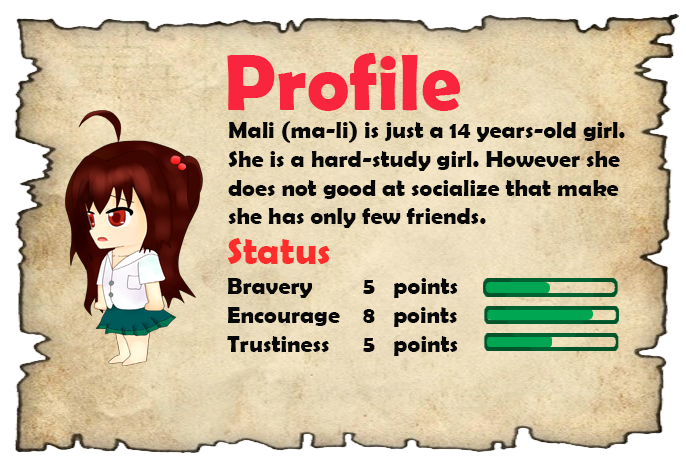 Profile
Mali (ma-li) is just a 14 years-old girl.
She is a hard-study girl. However she
does not good at socialize that make
she has only few friends.
Status
Bravery 5 points
Encourage 8 points
Trustiness 5 points